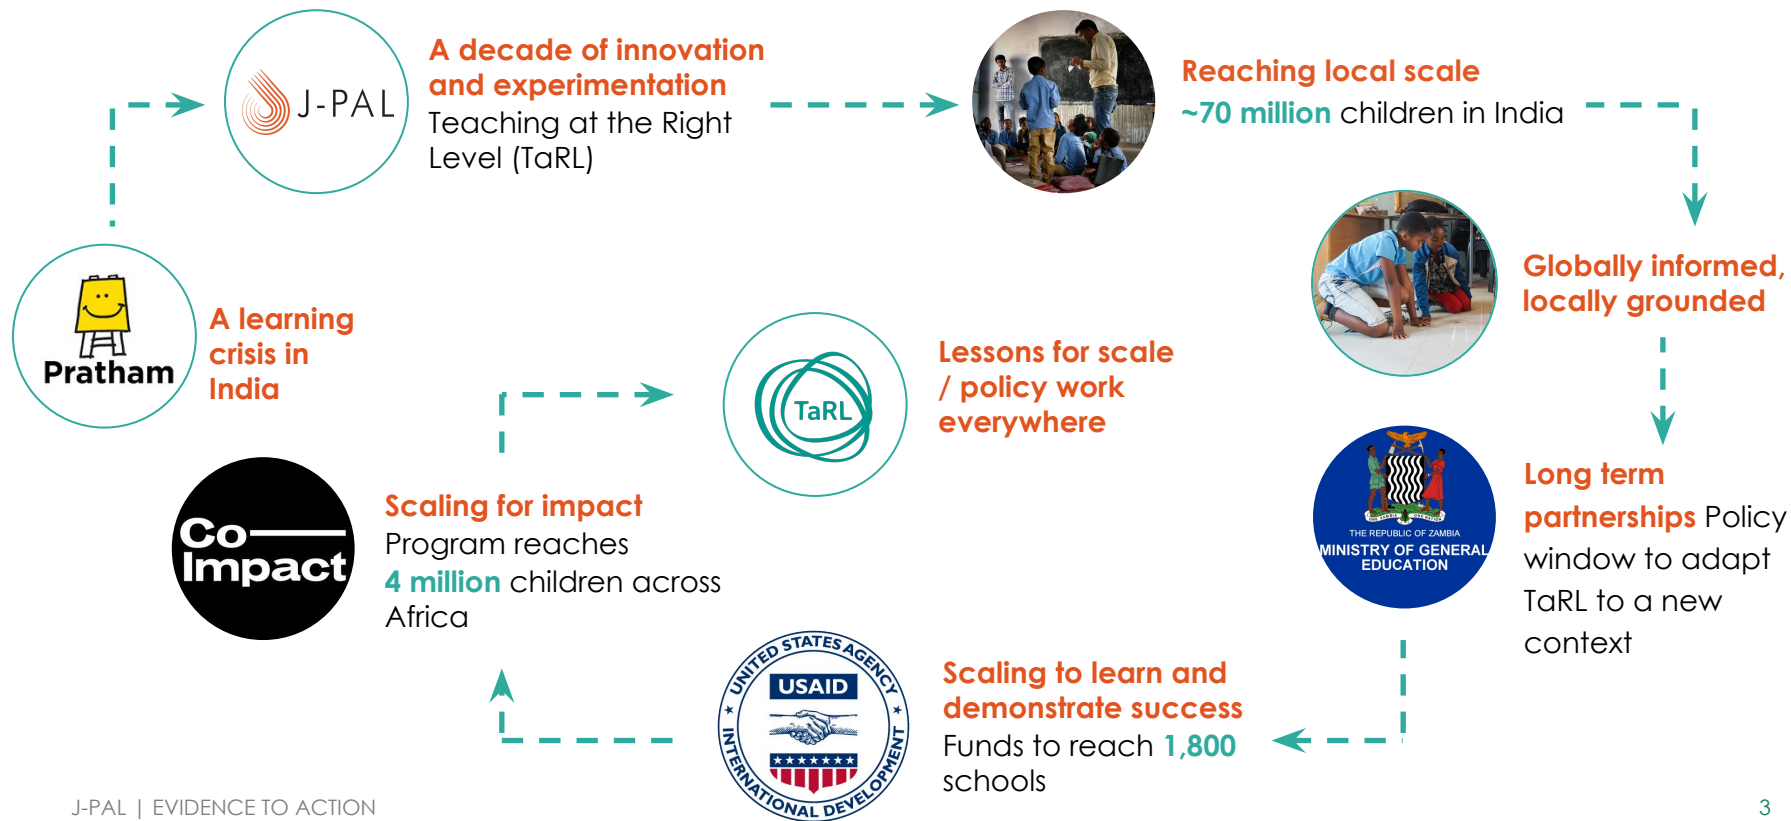 J-PAL
A decade of innovation
and experimentation
Teaching at the Right
Level (TaRL)
Reaching local scale
~70 million children in India
Pratham
A learning
crisis in
India
Globally informed,
locally grounded
TaRL
Lessons for scale
/ policy work
everywhere
THE REPUBLIC OF ZAMBIA
MINISTRY OF GENERAL
EDUCATION
Long term
partnerships Policy
window to adapt
TaRL to a new
context
Co
Impact
Scaling for impact
Program reaches
4 million children across
Africa
UNITED STATES AGENCY
USAID
INTERNATIONAL DEVELOPMENT
Scaling to learn and
demonstrate success
Funds to reach 1,800
schools
J-PAL | EVIDENCE TO ACTION
3